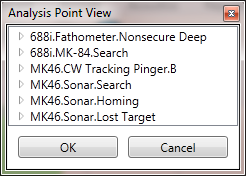 Analysis Point View
688i.Fathometer.Nonsecure Deep
688i.MK-84.Search
MK46.CW Tracking Pinger.B
MK46.Sonar.Search
MK46.Sonar.Homing
MK46.Sonar.Lost Target
OK
Cancel